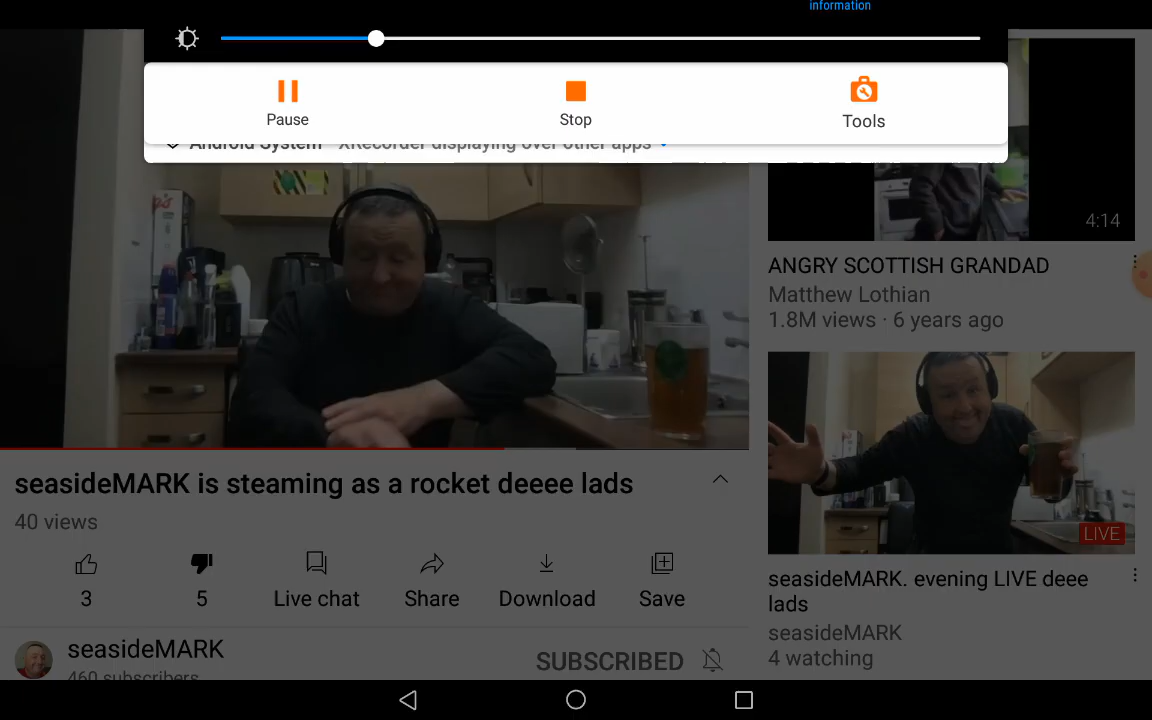 information
Pause
Stop
Tools
Android System XRecorder displaying over other apps
4:14
ANGRY SCOTTISH GRANDAD
Matthew Lothian
1.8M views · 6 years ago
seasideMARK is steaming as a rocket deeee lads
40 views
3
5
Live chat
Share
Download
Save
seasideMARK
460 subscribers
SUBSCRIBED
LIVE
seasideMARK. evening LIVE deee
lads
seasideMARK
4 watching